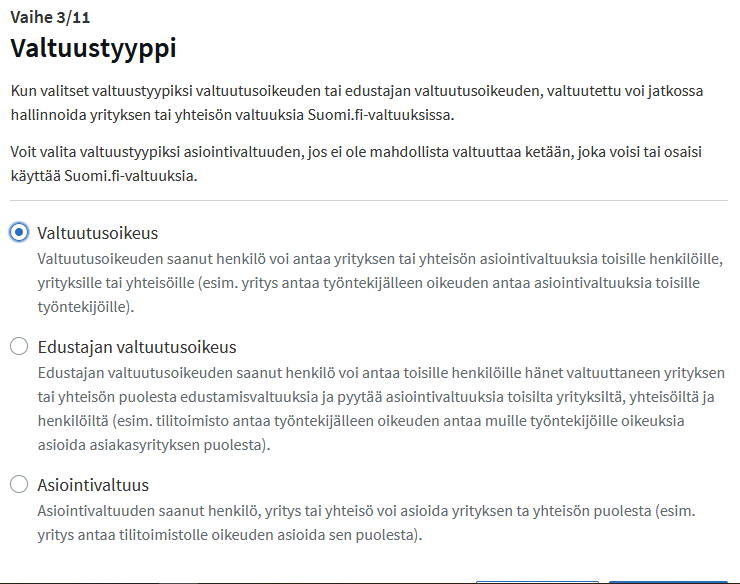 Vaihe 3/11
Valtuustyyppi
Kun valitset valtuustyypiksi valtuutusoikeuden tai edustajan valtuutusoikeuden, valtuutettu voi jatkossa
hallinnoida yrityksen tai yhteisön valtuuksia Suomi.fi-valtuuksissa.
Voit valita valtuustyypiksi asiointivaltuuden, jos ei ole mahdollista valtuuttaa ketään, joka voisi tai osaisi
käyttää Suomi.fi-valtuuksia.
Valtuutusoikeus
Valtuutusoikeuden saanut henkilö voi antaa yrityksen tai yhteisön asiointivaltuuksia toisille henkilöille,
yrityksille tai yhteisöille (esim. yritys antaa työntekijälleen oikeuden antaa asiointivaltuuksia toisille
työntekijöille).
Edustajan valtuutusoikeus
Edustajan valtuutusoikeuden saanut henkilö voi antaa toisille henkilöille hänet valtuuttaneen yrityksen
tai yhteisön puolesta edustamisvaltuuksia ja pyytää asiointivaltuuksia toisilta yrityksiltä, yhteisöiltä ja
henkilöiltä (esim. tilitoimisto antaa työntekijälleen oikeuden antaa muille työntekijöille oikeuksia
asioida asiakasyrityksen puolesta).
Asiointivaltuus
Asiointivaltuuden saanut henkilö, yritys tai yhteisö voi asioida yrityksen ta yhteisön puolesta (esim.
yritys antaa tilitoimistolle oikeuden asioida sen puolesta).